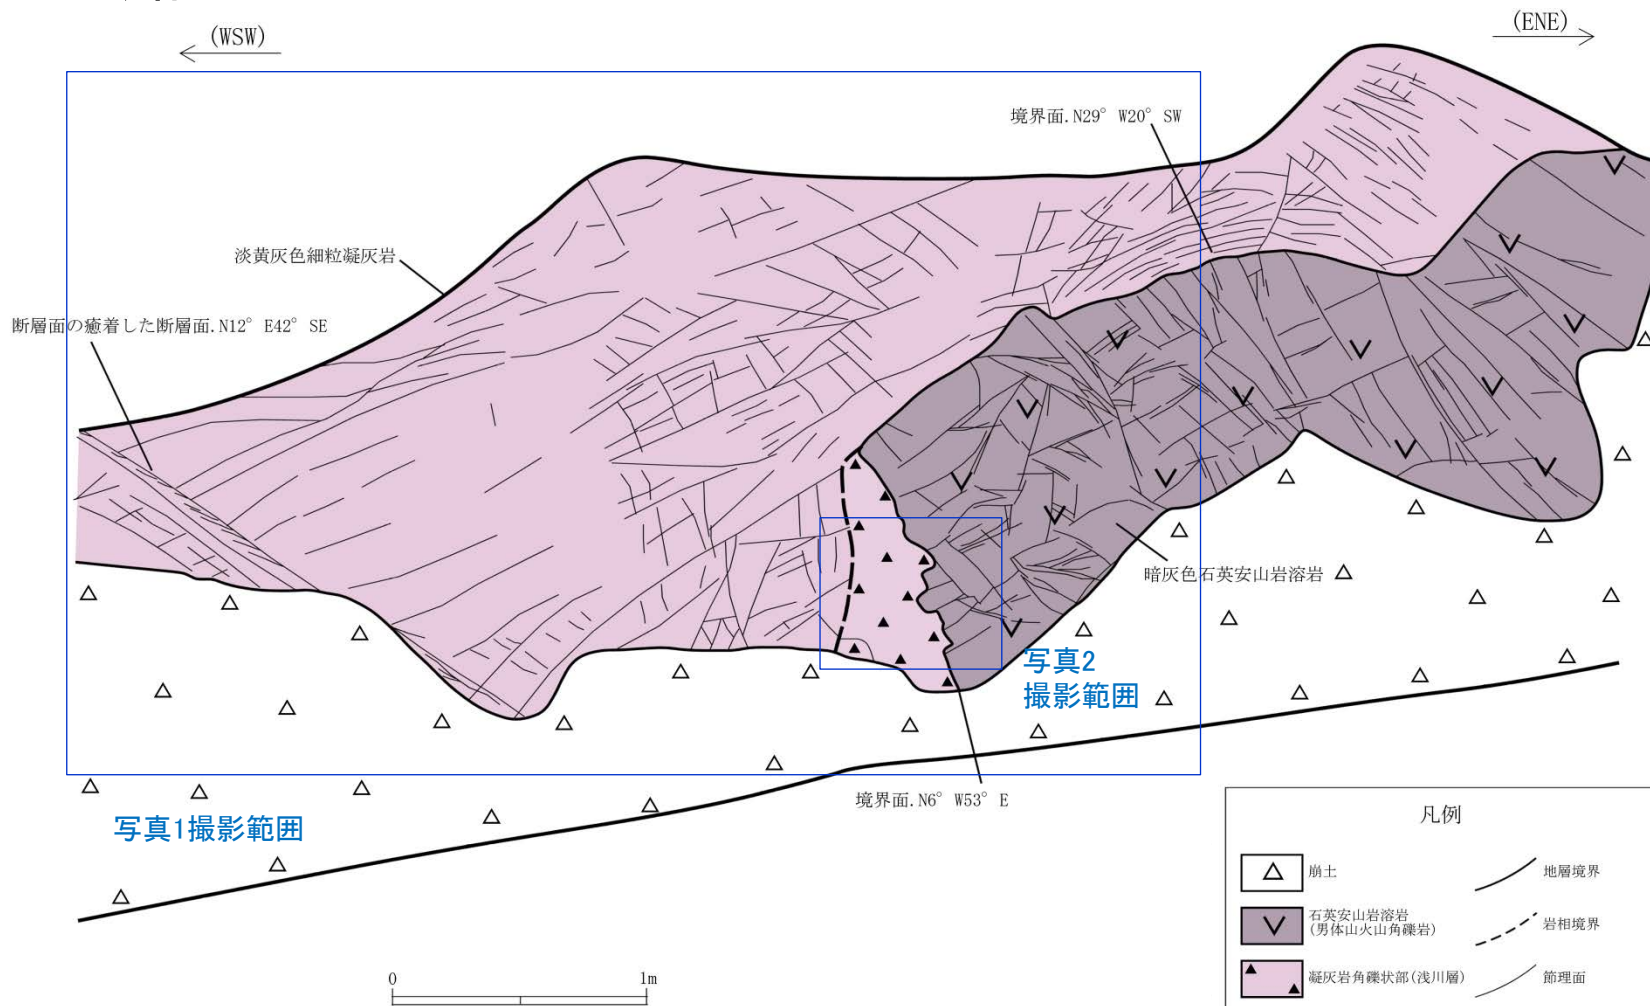 (WSW)
(ENE)
境界面.N29° W20° SW
淡黄灰色細粒凝灰岩
断層面の癒着した断層面.N12° E42° SE
暗灰色石英安山岩溶岩
写真2
撮影範囲
境界面.N6° W53° E
写真1撮影範囲
凡例
崩土
地層境界
石英安山岩溶岩
(男体山火山角礫岩)
岩相境界
凝灰岩角礫状部(浅川層)
節理面
0
1m